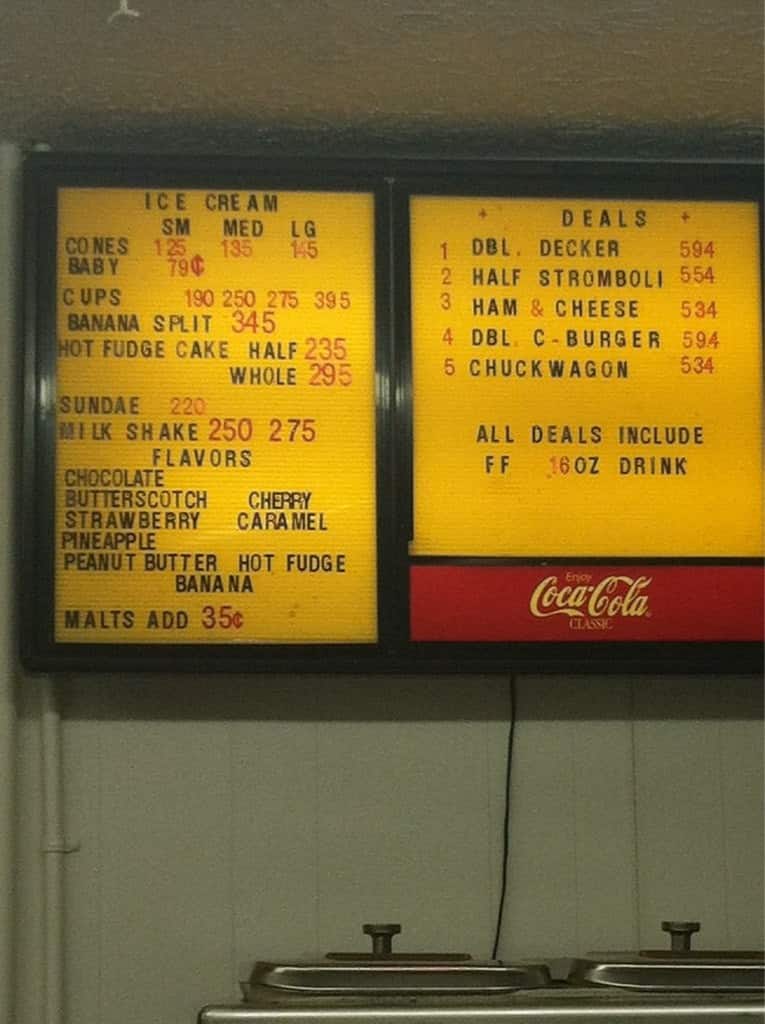 ICE CREAM
SM MED LG
CONES 125 135 145
BABY 79¢
CUPS 190 250 275 395
BANANA SPLIT 345
HOT FUDGE CAKE HALF 235
WHOLE 295
SUNDAE 220
MILK SHAKE 250 275
FLAVORS
CHOCOLATE
BUTTERSCOTCH CHERRY
STRAWBERRY CARAMEL
PINEAPPLE
PEANUT BUTTER HOT FUDGE
BANANA
MALTS ADD 35¢
+ DEALS +
1 DBL. DECKER 594
2 HALF STROMBOLI 554
3 HAM & CHEESE 534
4 DBL. C-BURGER 594
5 CHUCKWAGON 534
ALL DEALS INCLUDE
FF 16OZ DRINK
Enjoy
Coca-Cola
CLASSIC